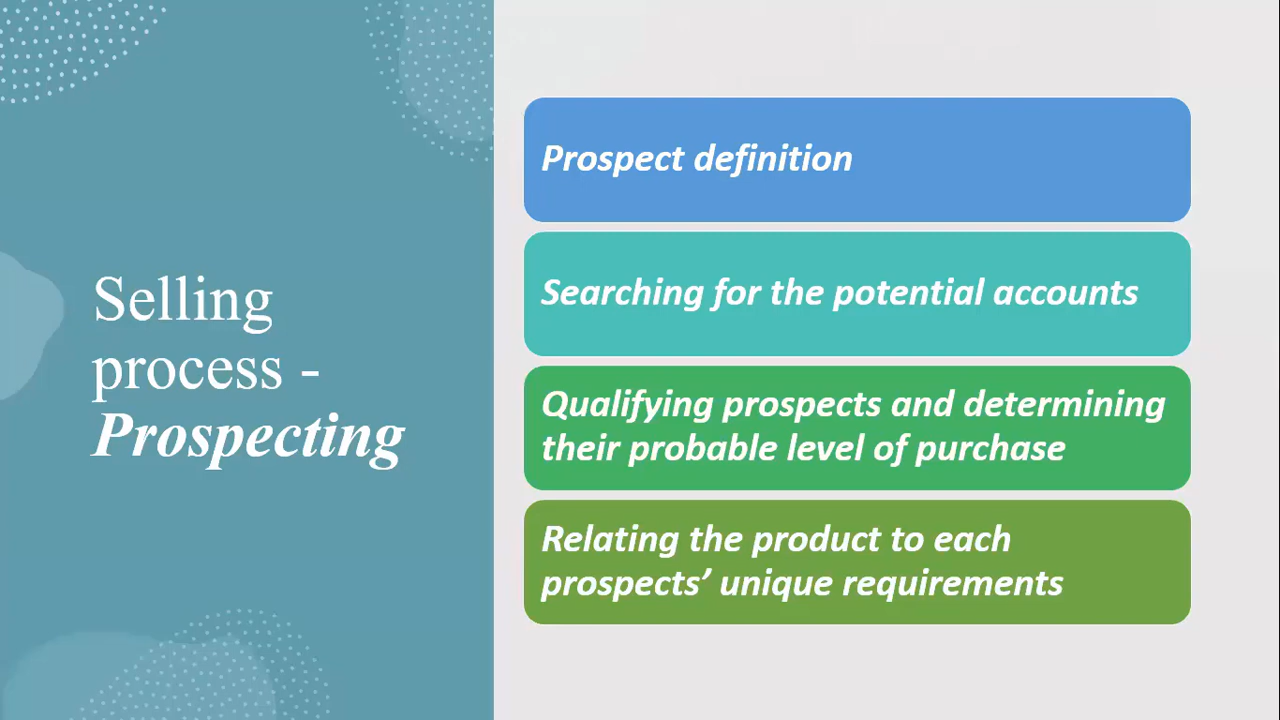 Selling
process -
Prospecting
Prospect definition
Searching for the potential accounts
Qualifying prospects and determining
their probable level of purchase
Relating the product to each
prospects’ unique requirements